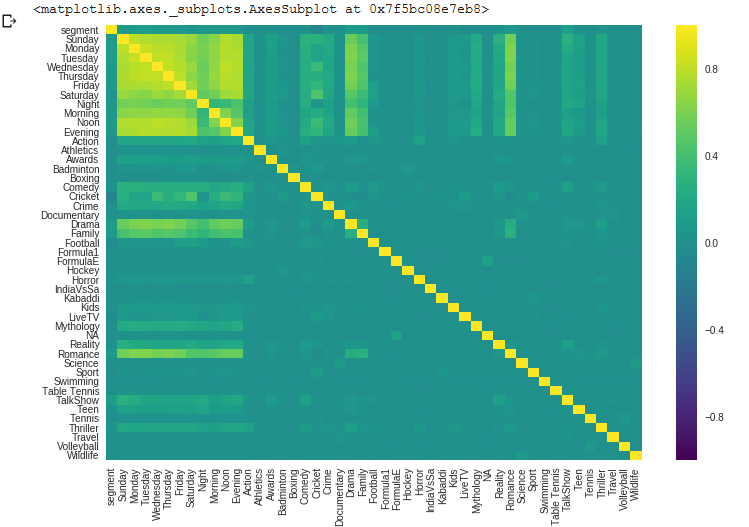 <matplotlib.axes._subplots.AxesSubplot at 0x7f5bc08e7eb8>
segment
Sunday
Monday
Tuesday
Wednesday
Thursday
Friday
Saturday
Night
Morning
Noon
Evening
Action
Athletics
Awards
Badminton
Boxing
Comedy
Cricket
Crime
Documentary
Drama
Family
Football
Formula1
FormulaE
Hockey
Horror
IndiaVsSa
Kabaddi
Kids
LiveTV
Mythology
NA
Reality
Romance
Science
Sport
Swimming
Table Tennis
TalkShow
Teen
Tennis
Thriller
Travel
Volleyball
Wildlife
segment
Sunday
Monday
Tuesday
Wednesday
Thursday
Friday
Saturday
Night
Morning
Noon
Evening
Action
Athletics
Awards
Badminton
Boxing
Comedy
Cricket
Crime
Documentary
Drama
Family
Football
Formula1
FormulaE
Hockey
Horror
IndiaVsSa
Kabaddi
Kids
LiveTV
Mythology
NA
Reality
Romance
Science
Sport
Swimming
Table Tennis
TalkShow
Teen
Tennis
Thriller
Travel
Volleyball
Wildlife
0.8
0.4
0.0
−0.4
−0.8